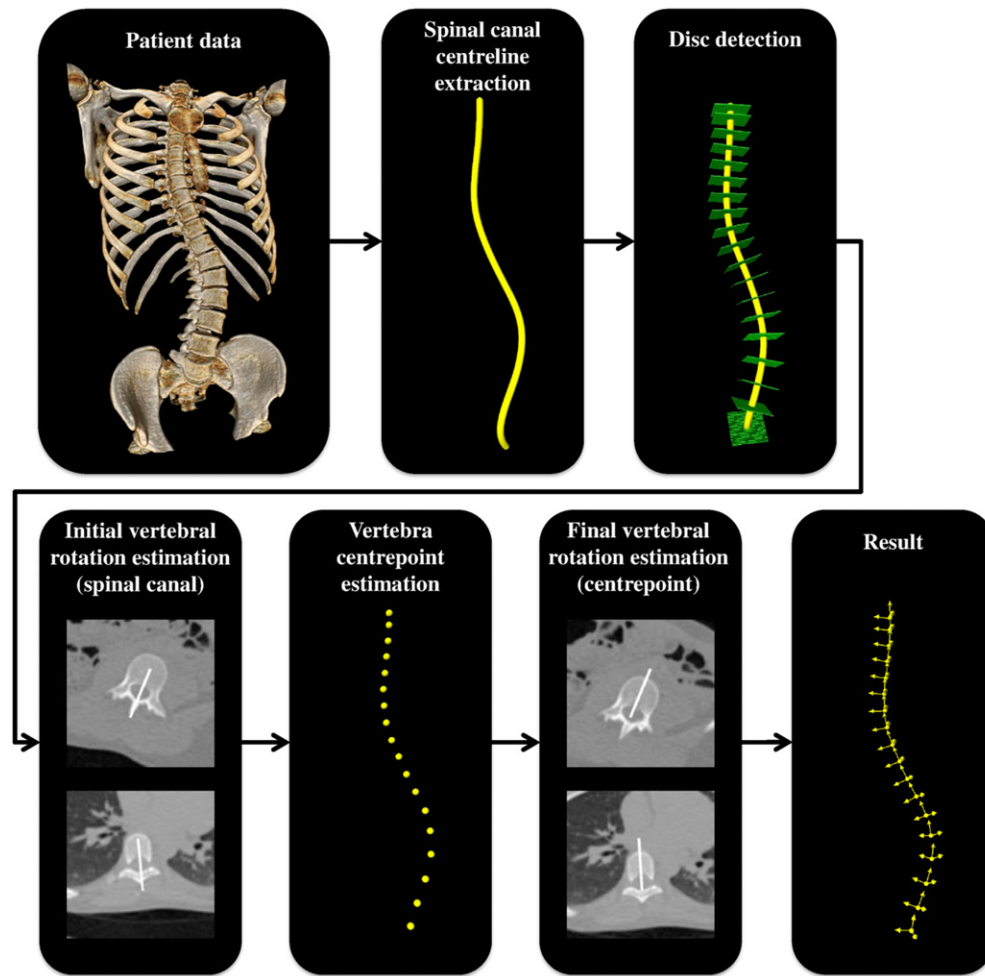 Patient data
Spinal canal
centreline
extraction
Disc detection
Initial vertebral
rotation estimation
(spinal canal)
Vertebra
centrepoint
estimation
Final vertebral
rotation estimation
(centrepoint)
Result